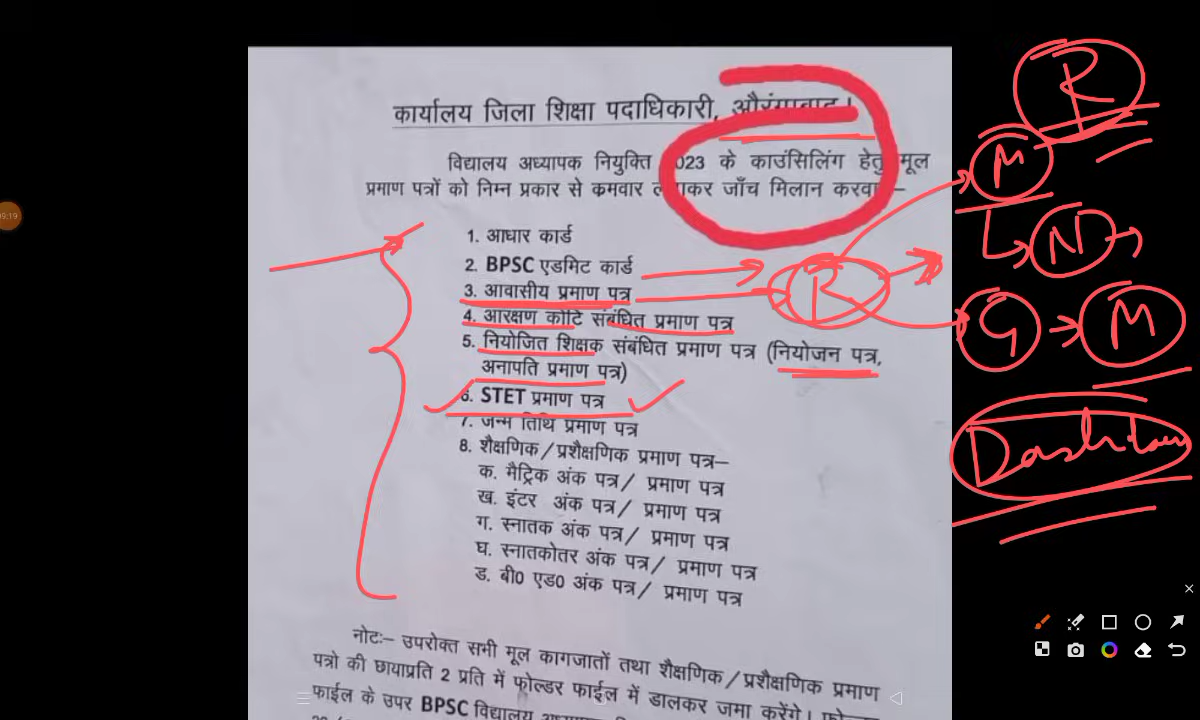 कार्यालय जिला शिक्षा पदाधिकारी, औरंगाबाद।
विद्यालय अध्यापक नियुक्ति 2023 के काउंसिलिंग हेतु मूल
प्रमाण पत्रों को निम्न प्रकार से क्रमवार लगाकर जाँच मिलान करवा
1. आधार कार्ड
2. BPSC एडमिट कार्ड
3. आवासीय प्रमाण पत्र
4. आरक्षण कोटि संबंधित प्रमाण पत्र
5. नियोजित शिक्षक संबंधित प्रमाण पत्र (नियोजन पत्र,
अनापति प्रमाण पत्र)
6. STET प्रमाण पत्र
7. जन्म तिथि प्रमाण पत्र
8. शैक्षणिक/प्रशैक्षणिक प्रमाण पत्र–
क. मैट्रिक अंक पत्र/ प्रमाण पत्र
ख. इंटर अंक पत्र/ प्रमाण पत्र
ग. स्नातक अंक पत्र/ प्रमाण पत्र
घ. स्नातकोतर अंक पत्र/ प्रमाण पत्र
ड. बी0 एड0 अंक पत्र/ प्रमाण पत्र
नोटः– उपरोक्त सभी मूल कागजातों तथा शैक्षणिक/प्रशैक्षणिक प्रमाण
पत्रो की छायाप्रति 2 प्रति में फोल्डर फाईल में डालकर जमा करेंगे।
फाईल के उपर BPSC विद्यालय
R
M
N
R
G M
09:19